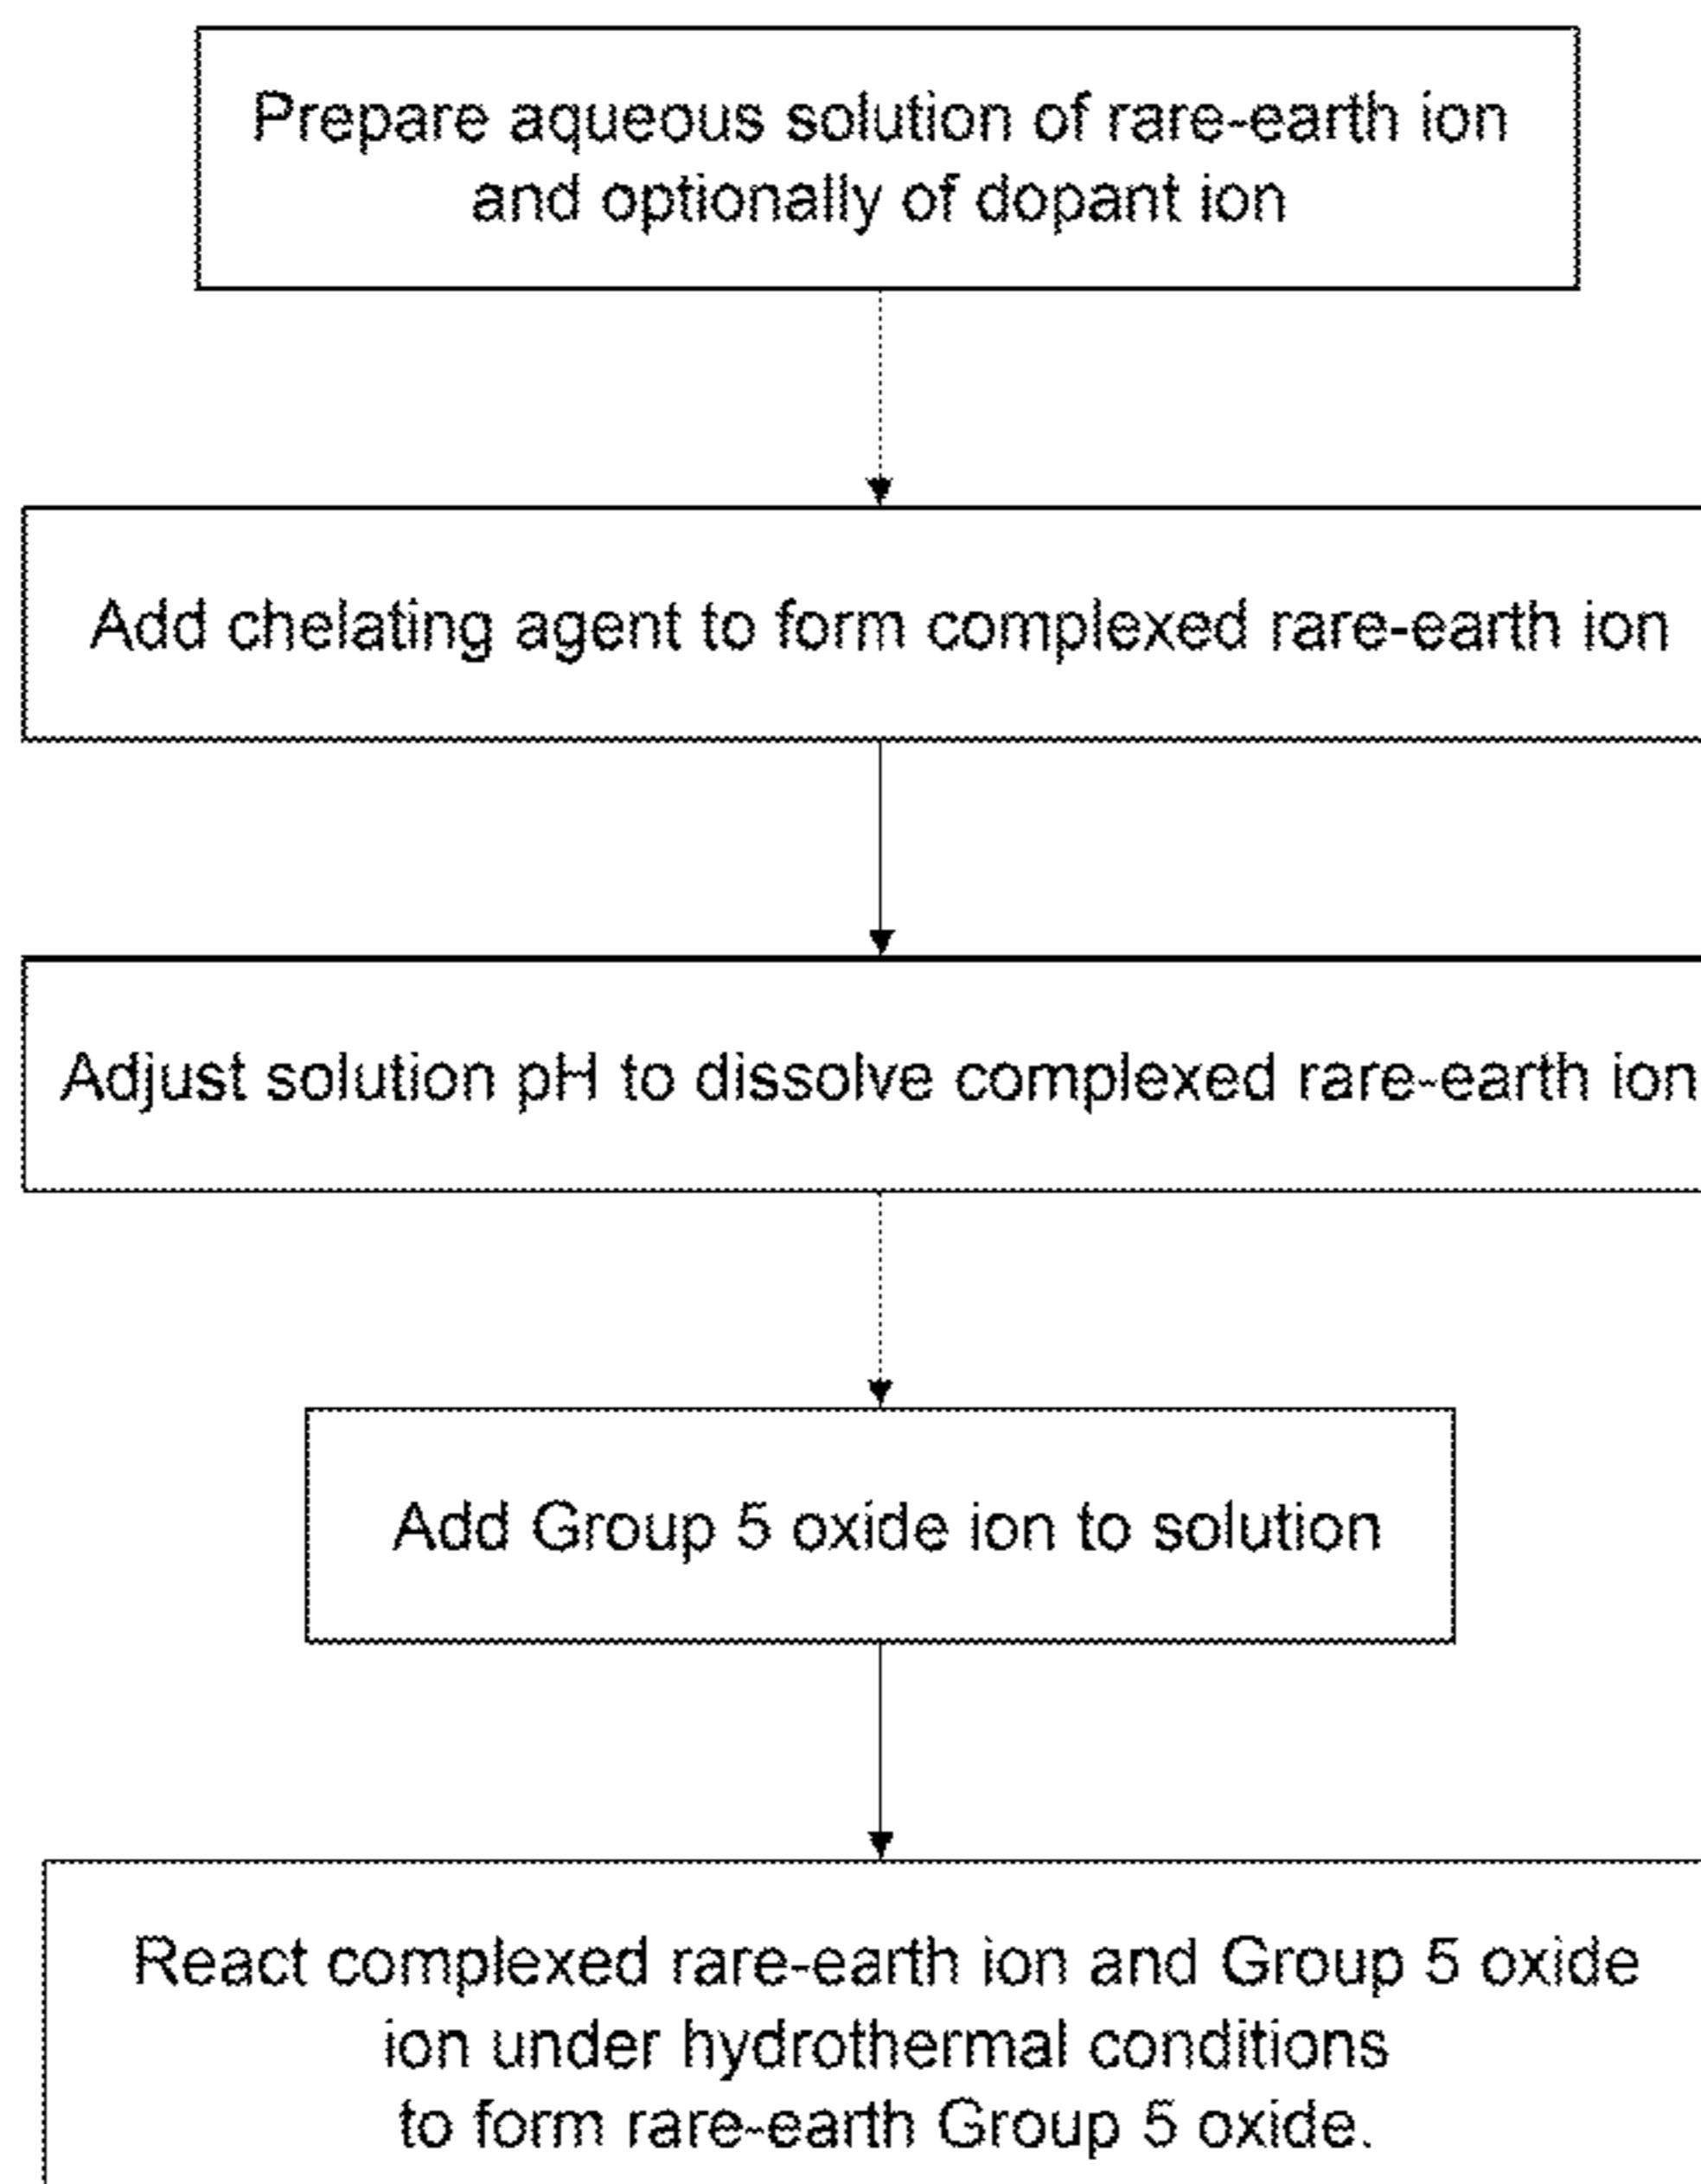 Prepare aqueous solution of rare-earth ion
and optionally of dopant ion
Add chelating agent to form complexed rare-earth ion
Adjust solution pH to dissolve complexed rare-earth ion
Add Group 5 oxide ion to solution
React complexed rare-earth ion and Group 5 oxide
ion under hydrothermal conditions
to form rare-earth Group 5 oxide.